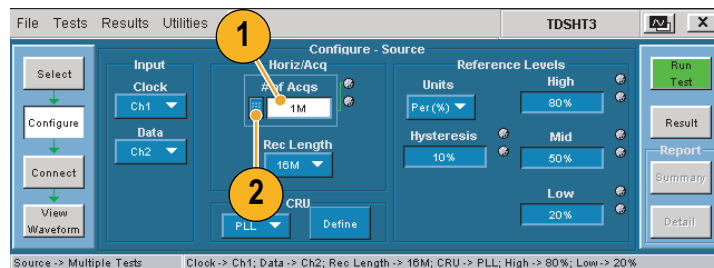 File Tests Results Utilities TDSHT3 X
1
Configure - Source
Select
Configure
Connect
View
Waveform
Input
Clock
Ch1
Data
Ch2
Horiz/Acq
# of Acqs
1M
Rec Length
16M
2
CRU
PLL Define
Reference Levels
Units
Per(%)
Hysteresis
10%
High
80%
Mid
50%
Low
20%
Run
Test
Result
Report
Summary
Detail
Source -> Multiple Tests Clock -> Ch1; Data -> Ch2; Rec Length -> 16M; CRU -> PLL; High -> 80%; Low -> 20%